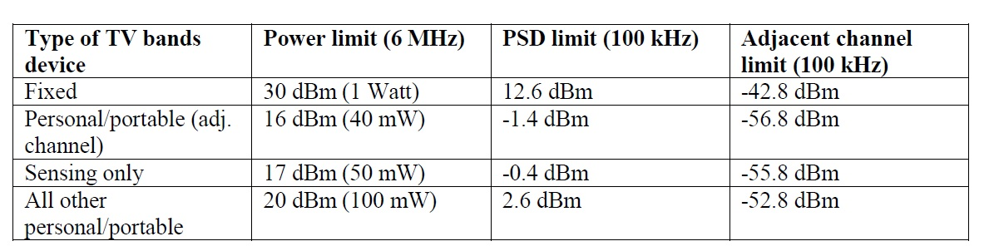 Type of TV bands device Power limit (6 MHz) PSD limit (100 kHz) Adjacent channel limit (100 kHz)
Fixed 30 dBm (1 Watt) 12.6 dBm -42.8 dBm
Personal/portable (adj. channel) 16 dBm (40 mW) -1.4 dBm -56.8 dBm
Sensing only 17 dBm (50 mW) -0.4 dBm -55.8 dBm
All other personal/portable 20 dBm (100 mW) 2.6 dBm -52.8 dBm